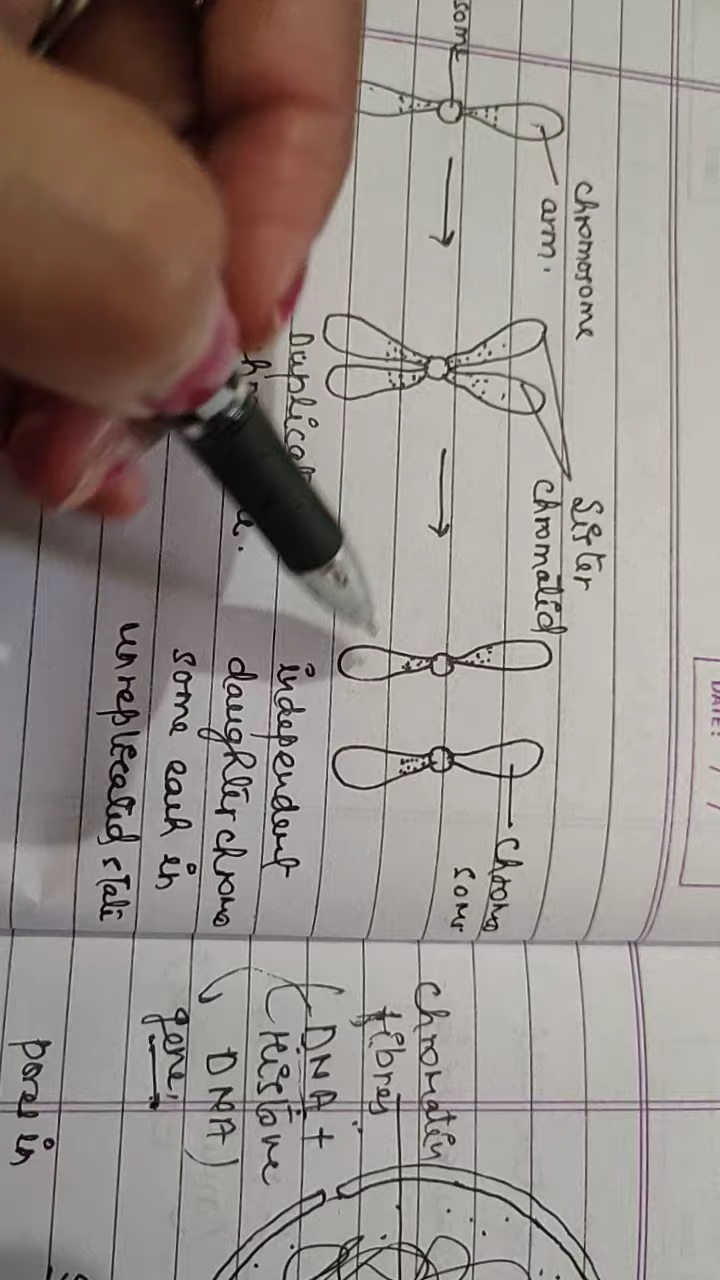 some
chromosome
arm.
Sister
chromatid
independent
daughter chromo
some each in
unreplicated state
chromo
some
DATE: / /
Chromatin
fibres
(DNA +
Histone
( DNA)
gene,
pores in